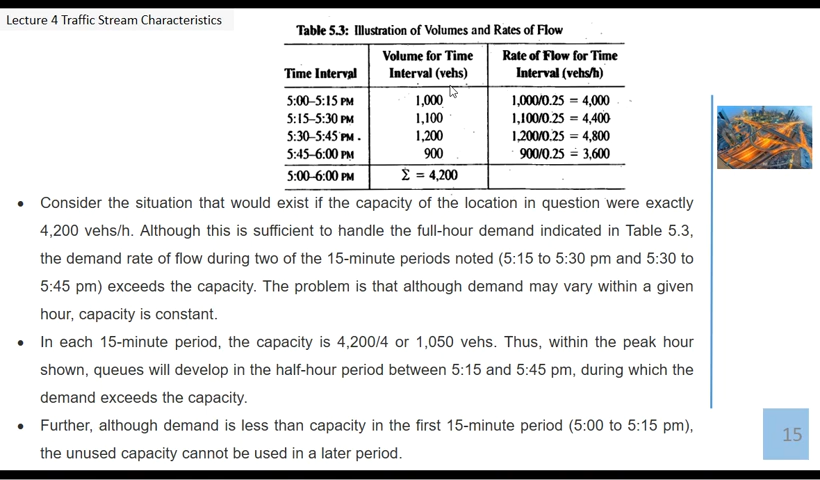 Lecture 4 Traffic Stream Characteristics
Table 5.3: Illustration of Volumes and Rates of Flow
Time Interval Volume for Time Interval (vehs) Rate of Flow for Time Interval (vehs/h)
5:00–5:15 PM 1,000 1,000/0.25 = 4,000
5:15–5:30 PM 1,100 1,100/0.25 = 4,400
5:30–5:45 PM 1,200 1,200/0.25 = 4,800
5:45–6:00 PM 900 900/0.25 = 3,600
5:00–6:00 PM Σ = 4,200
• Consider the situation that would exist if the capacity of the location in question were exactly
4,200 vehs/h. Although this is sufficient to handle the full-hour demand indicated in Table 5.3,
the demand rate of flow during two of the 15-minute periods noted (5:15 to 5:30 pm and 5:30 to
5:45 pm) exceeds the capacity. The problem is that although demand may vary within a given
hour, capacity is constant.
• In each 15-minute period, the capacity is 4,200/4 or 1,050 vehs. Thus, within the peak hour
shown, queues will develop in the half-hour period between 5:15 and 5:45 pm, during which the
demand exceeds the capacity.
• Further, although demand is less than capacity in the first 15-minute period (5:00 to 5:15 pm),
the unused capacity cannot be used in a later period.
15